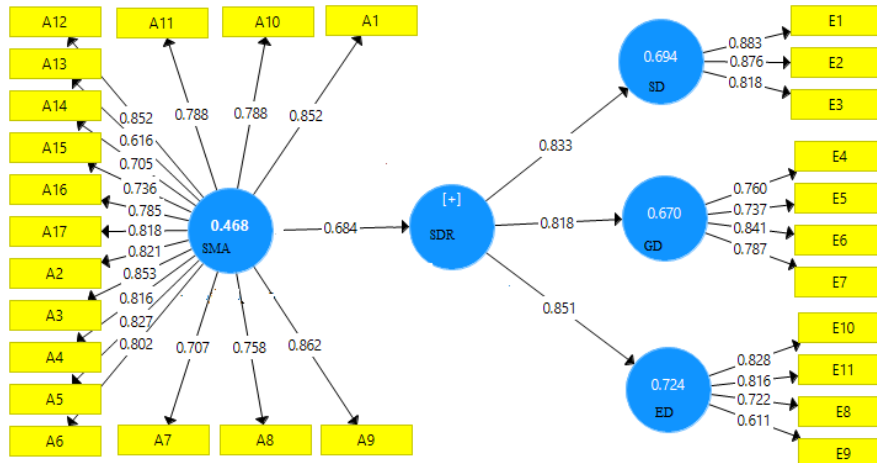 A12
A11
A10
A1
A13
A14
A15
A16
A17
A2
A3
A4
A5
A6
A7
A8
A9
0.852
0.616
0.705
0.736
0.785
0.818
0.821
0.853
0.816
0.827
0.802
0.788
0.788
0.852
0.707
0.758
0.862
0.468
SMA
0.684
[+]
SDR
0.833
0.818
0.851
0.694
SD
0.883
0.876
0.818
E1
E2
E3
0.670
GD
0.760
0.737
0.841
0.787
E4
E5
E6
E7
0.724
ED
0.828
0.816
0.722
0.611
E10
E11
E8
E9